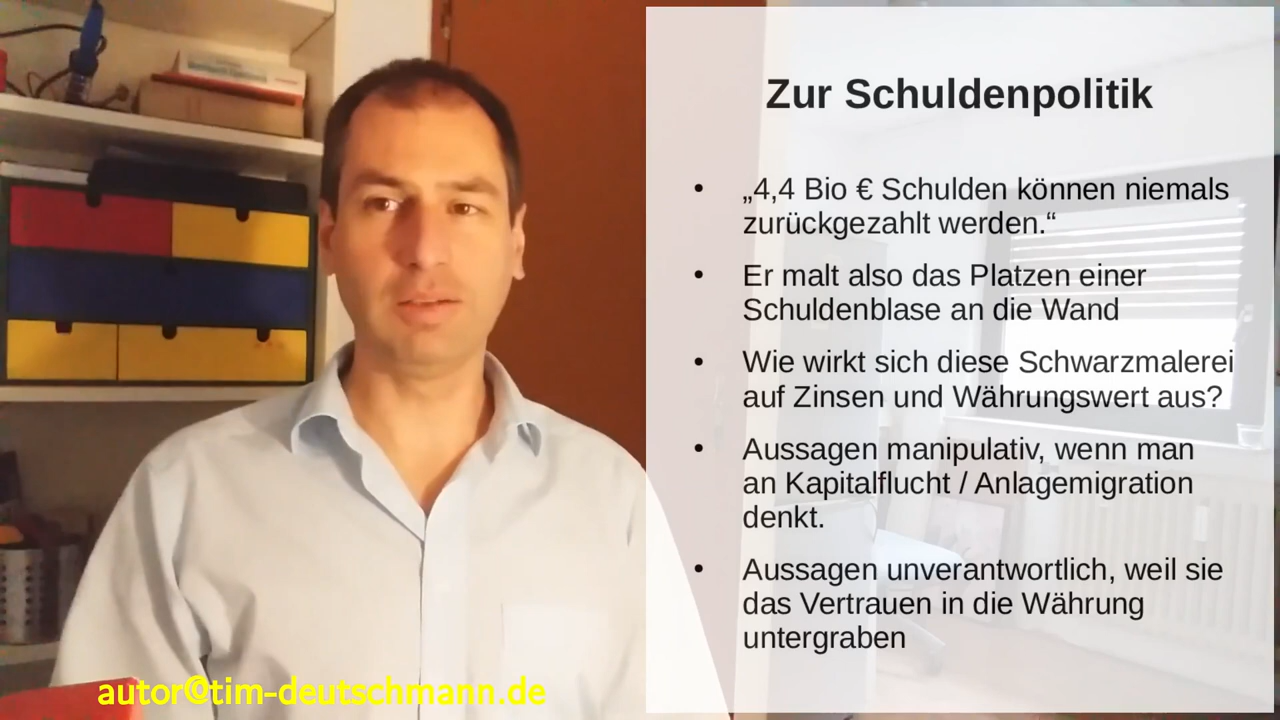 Zur Schuldenpolitik
• „4,4 Bio € Schulden können niemals
zurückgezahlt werden.“
• Er malt also das Platzen einer
Schuldenblase an die Wand
• Wie wirkt sich diese Schwarzmalerei
auf Zinsen und Währungswert aus?
• Aussagen manipulativ, wenn man
an Kapitalflucht / Anlagemigration
denkt.
• Aussagen unverantwortlich, weil sie
das Vertrauen in die Währung
untergraben
autor@tim-deutschmann.de